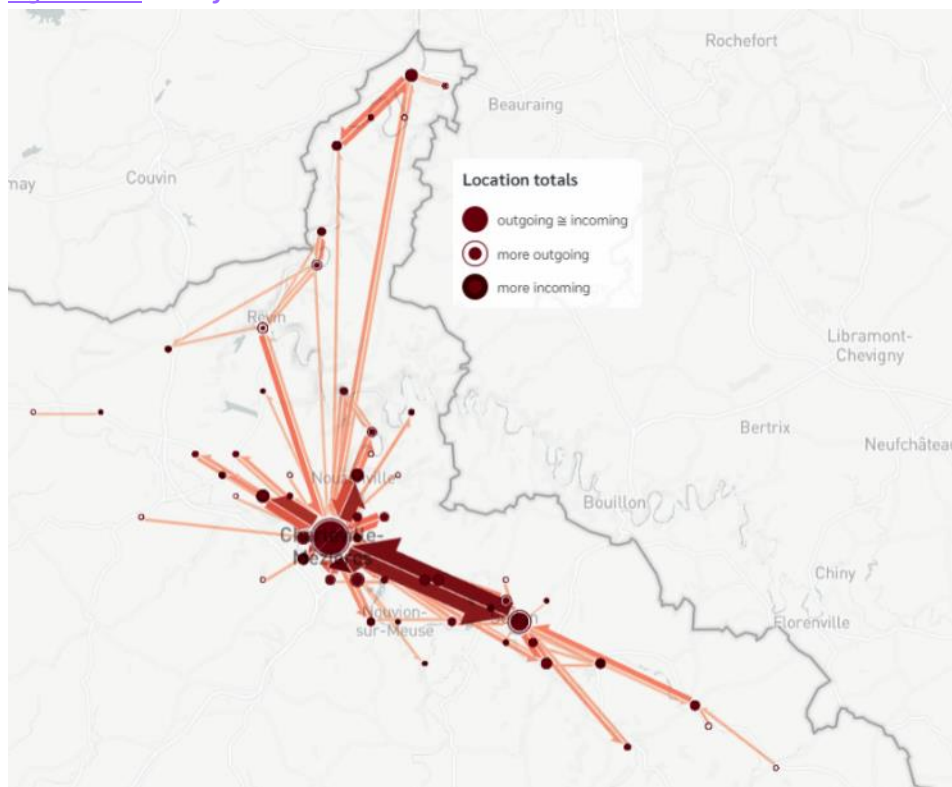 Rochefort
Beauraing
Couvin
may
Location totals
outgoing ≅ incoming
more outgoing
more incoming
Revin
Libramont-
Chevigny
Bertrix
Neufchâteau
Bouillon
Chiny
Nouvion-
sur-Meuse
Florenville